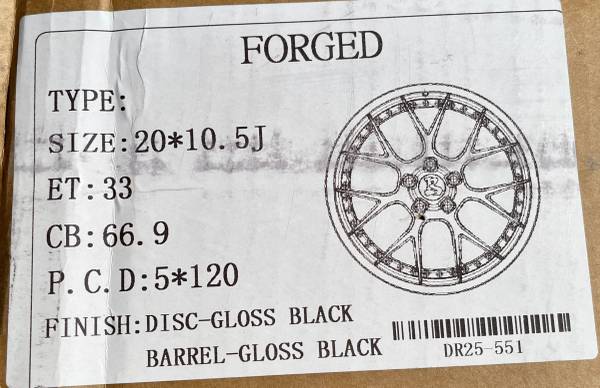 FORGED
TYPE:
SIZE:20*10.5J
ET:33
CB:66.9
P.C.D:5*120
FINISH:DISC-GLOSS BLACK
BARREL-GLOSS BLACK
DR25-551